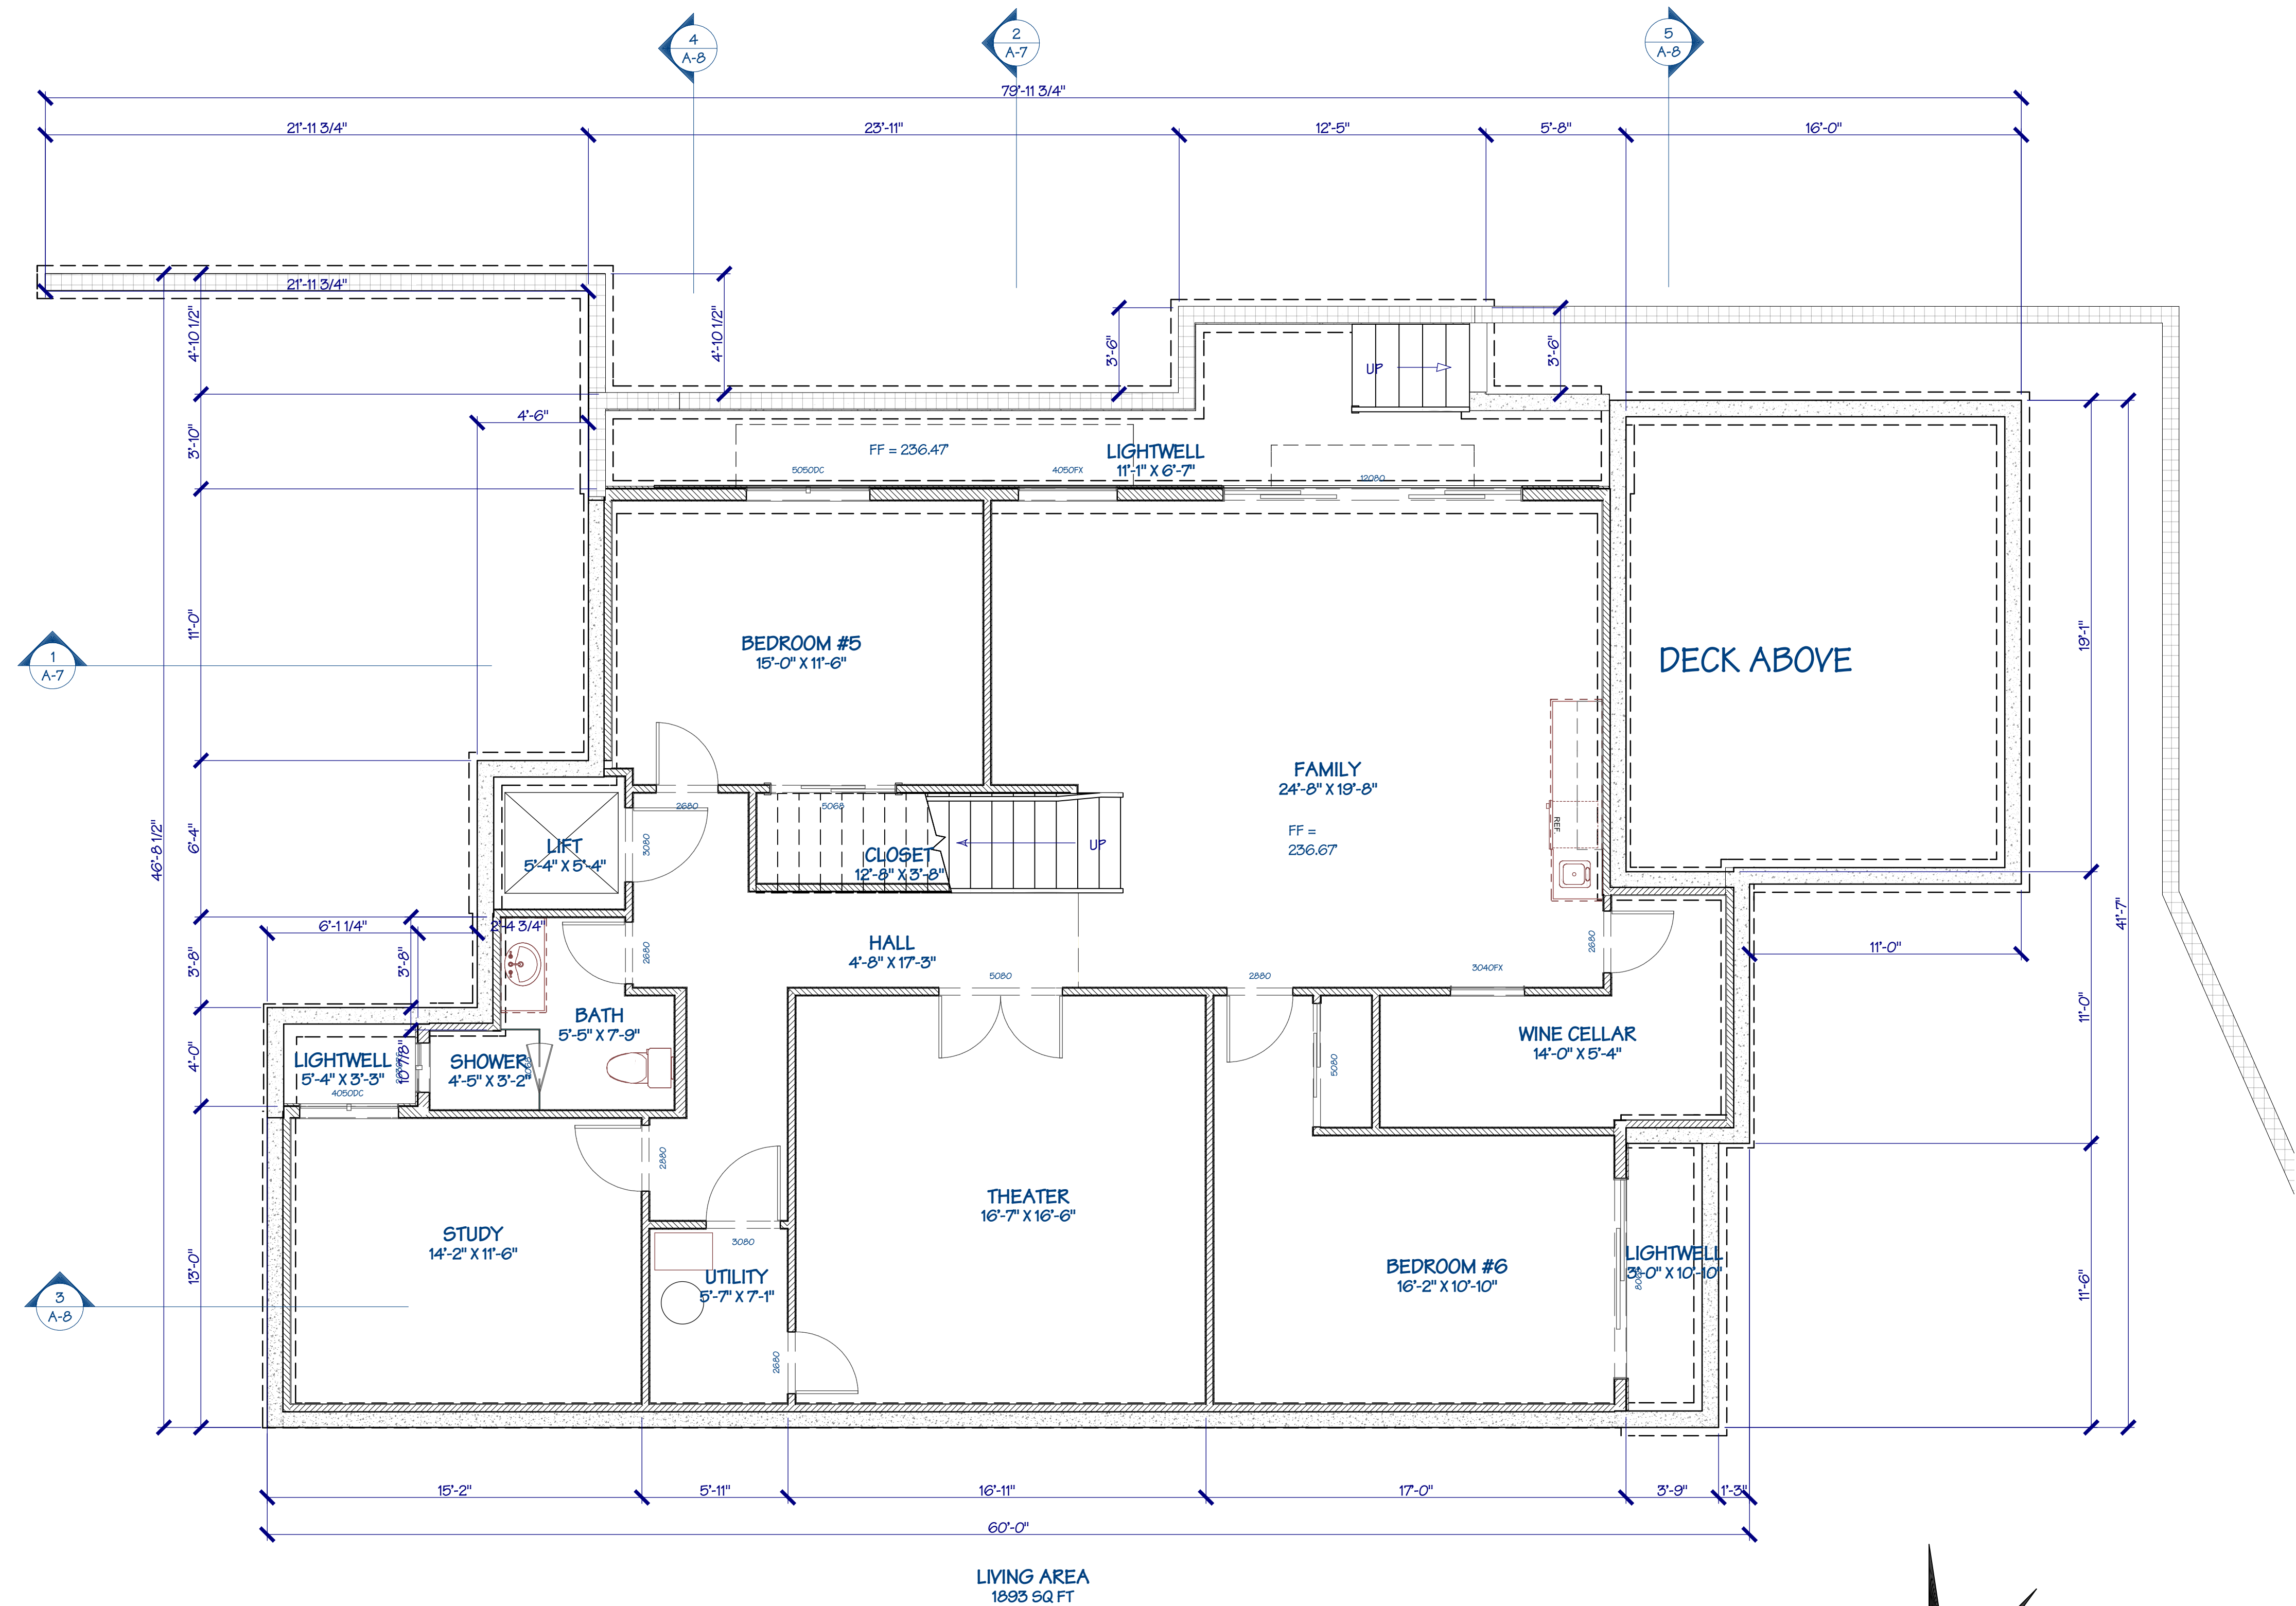 4
A-8
2
A-7
5
A-8
79'-11 3/4"
21'-11 3/4"
23'-11"
12'-5"
5'-8"
16'-0"
21'-11 3/4"
4'-10 1/2"
4'-10 1/2"
3'-6"
3'-6"
UP
4'-6"
3'-10"
FF = 236.47'
LIGHTWELL
11'-1" X 6'-7"
5050DC
4050FX
12080
11'-0"
1
A-7
BEDROOM #5
15'-0" X 11'-6"
DECK ABOVE
19'-1"
FAMILY
24'-8" X 19'-8"
FF =
236.67'
REF.
2680
5068
3080
LIFT
5'-4" X 5'-4"
CLOSET
12'-8" X 3'-8"
UP
6'-4"
46'-8 1/2"
41'-7"
6'-1 1/4"
2'-4 3/4"
3'-8"
3'-8"
2680
HALL
4'-8" X 17'-3"
5080
2880
3040FX
2680
11'-0"
11'-0"
BATH
5'-5" X 7'-9"
WINE CELLAR
14'-0" X 5'-4"
4'-0"
LIGHTWELL
5'-4" X 3'-3"
4050DC
10 7/8"
SHOWER
4'-5" X 3'-2"
5080
2880
THEATER
16'-7" X 16'-6"
STUDY
14'-2" X 11'-6"
3080
UTILITY
5'-7" X 7'-1"
BEDROOM #6
16'-2" X 10'-10"
LIGHTWELL
3'-0" X 10'-10"
13'-0"
11'-6"
3
A-8
2680
15'-2"
5'-11"
16'-11"
17'-0"
3'-9"
1'-3"
60'-0"
LIVING AREA
1893 SQ FT